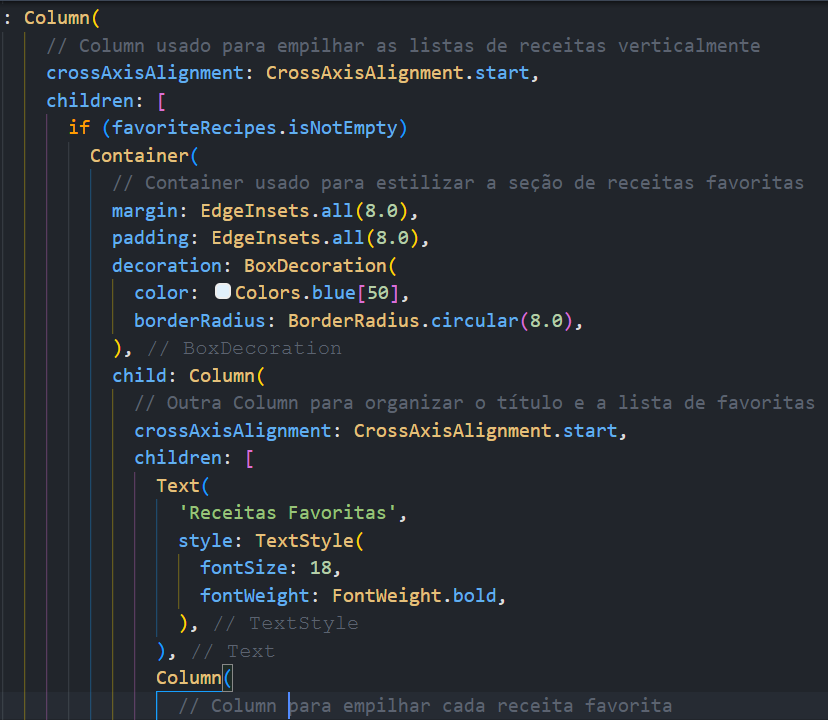 : Column(
// Column usado para empilhar as listas de receitas verticalmente
crossAxisAlignment: CrossAxisAlignment.start,
children: [
if (favoriteRecipes.isNotEmpty)
Container(
// Container usado para estilizar a seção de receitas favoritas
margin: EdgeInsets.all(8.0),
padding: EdgeInsets.all(8.0),
decoration: BoxDecoration(
color: Colors.blue[50],
borderRadius: BorderRadius.circular(8.0),
), // BoxDecoration
child: Column(
// Outra Column para organizar o título e a lista de favoritas
crossAxisAlignment: CrossAxisAlignment.start,
children: [
Text(
'Receitas Favoritas',
style: TextStyle(
fontSize: 18,
fontWeight: FontWeight.bold,
), // TextStyle
), // Text
Column(
// Column para empilhar cada receita favorita